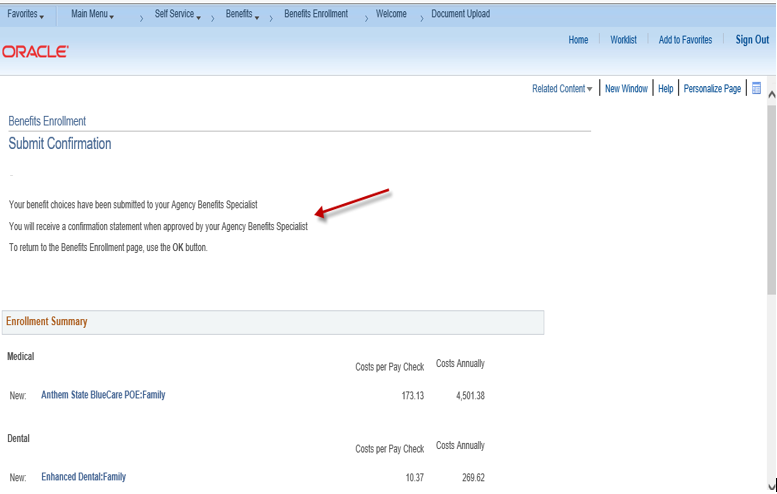 Favorites Main Menu Self Service Benefits Benefits Enrollment Welcome Document Upload
Home Worklist Add to Favorites Sign Out
ORACLE
Related Content New Window Help Personalize Page
Benefits Enrollment
Submit Confirmation
Your benefit choices have been submitted to your Agency Benefits Specialist
You will receive a confirmation statement when approved by your Agency Benefits Specialist
To return to the Benefits Enrollment page, use the OK button.
Enrollment Summary
Medical
Costs per Pay Check Costs Annually
New: Anthem State BlueCare POE:Family 173.13 4,501.38
Dental
Costs per Pay Check Costs Annually
New: Enhanced Dental:Family 10.37 269.62